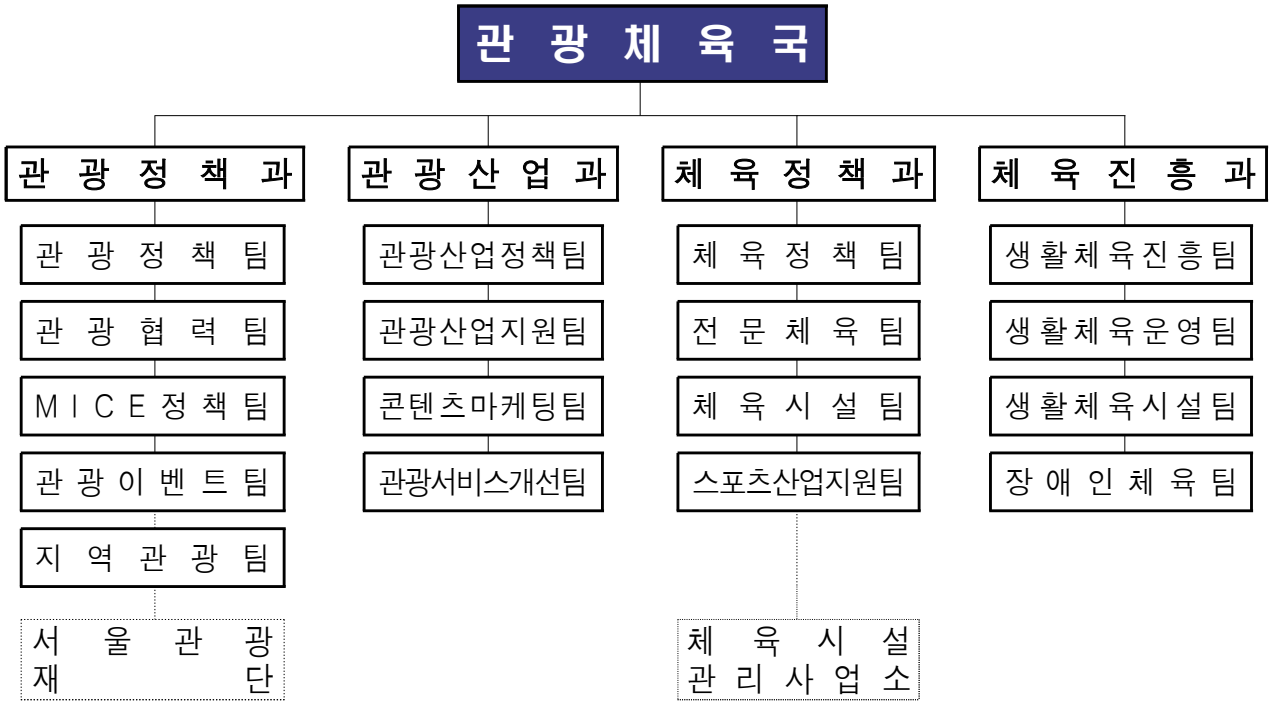 관광체육국
관광정책과
관광정책팀
관광협력팀
MICE정책팀
관광이벤트팀
지역관광팀
서울관광
재단
관광산업과
관광산업정책팀
관광산업지원팀
콘텐츠마케팅팀
관광서비스개선팀
체육정책과
체육정책팀
전문체육팀
체육시설팀
스포츠산업지원팀
체육시설
관리사업소
체육진흥과
생활체육진흥팀
생활체육운영팀
생활체육시설팀
장애인체육팀